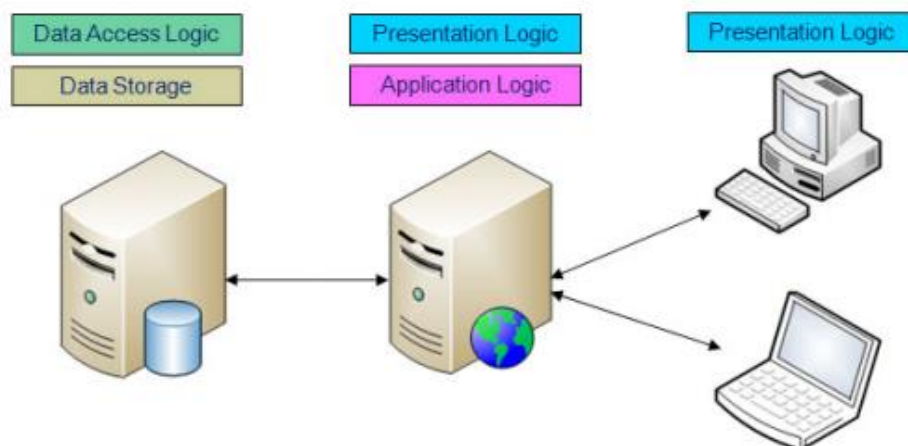 Data Access Logic
Data Storage
Presentation Logic
Application Logic
Presentation Logic